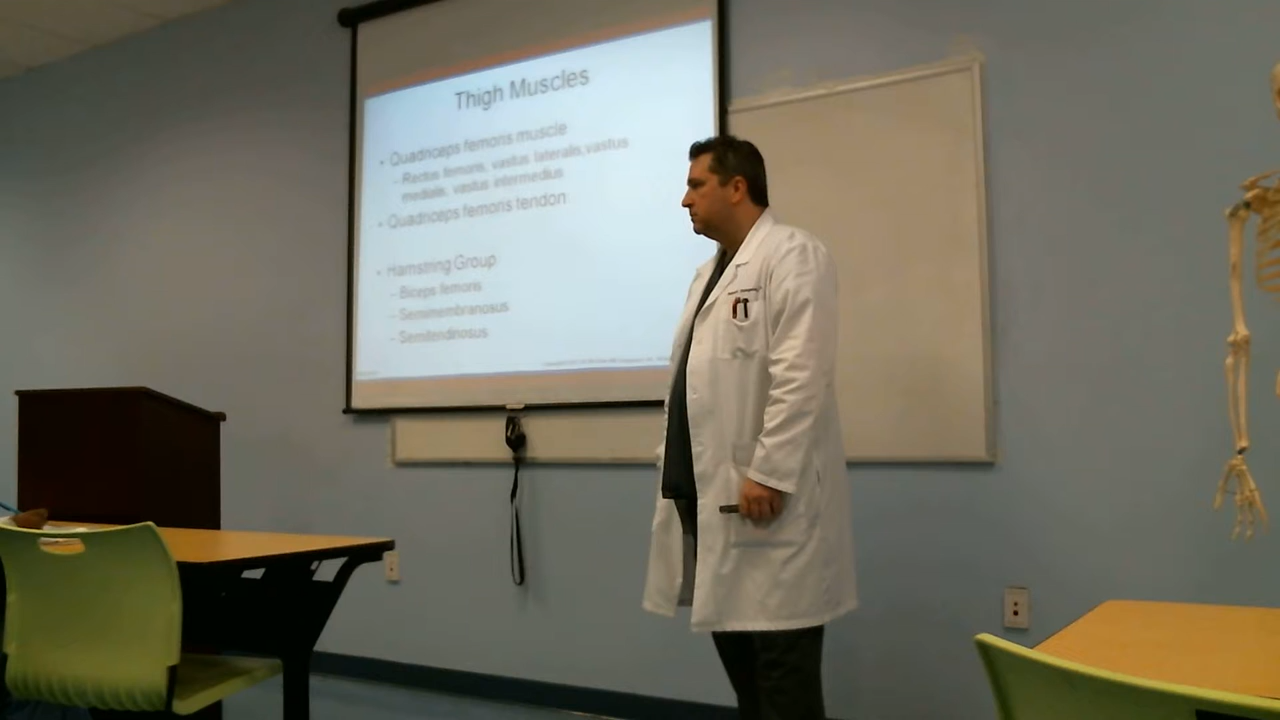 Thigh Muscles
• Quadriceps femoris muscle
– Rectus femoris, vastus lateralis, vastus
medialis, vastus intermedius
• Quadriceps femoris tendon
• Hamstring Group
– Biceps femoris
– Semimembranosus
– Semitendinosus